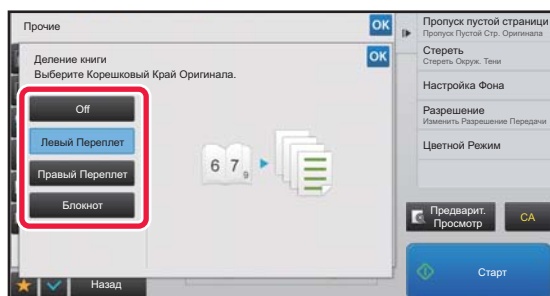 Прочие
OK
Деление книги
OK
Выберите Корешковый Край Оригинала.
Off
Левый Переплет
Правый Переплет
Блокнот
6 7 9
Назад
Пропуск пустой страници
Пропуск Пустой Стр. Оригинала
Стереть
Стереть Окруж. Тени
Настройка Фона
Разрешение
Изменить Разрешение Передачи
Цветной Режим
Предварит.
Просмотр
CA
Старт